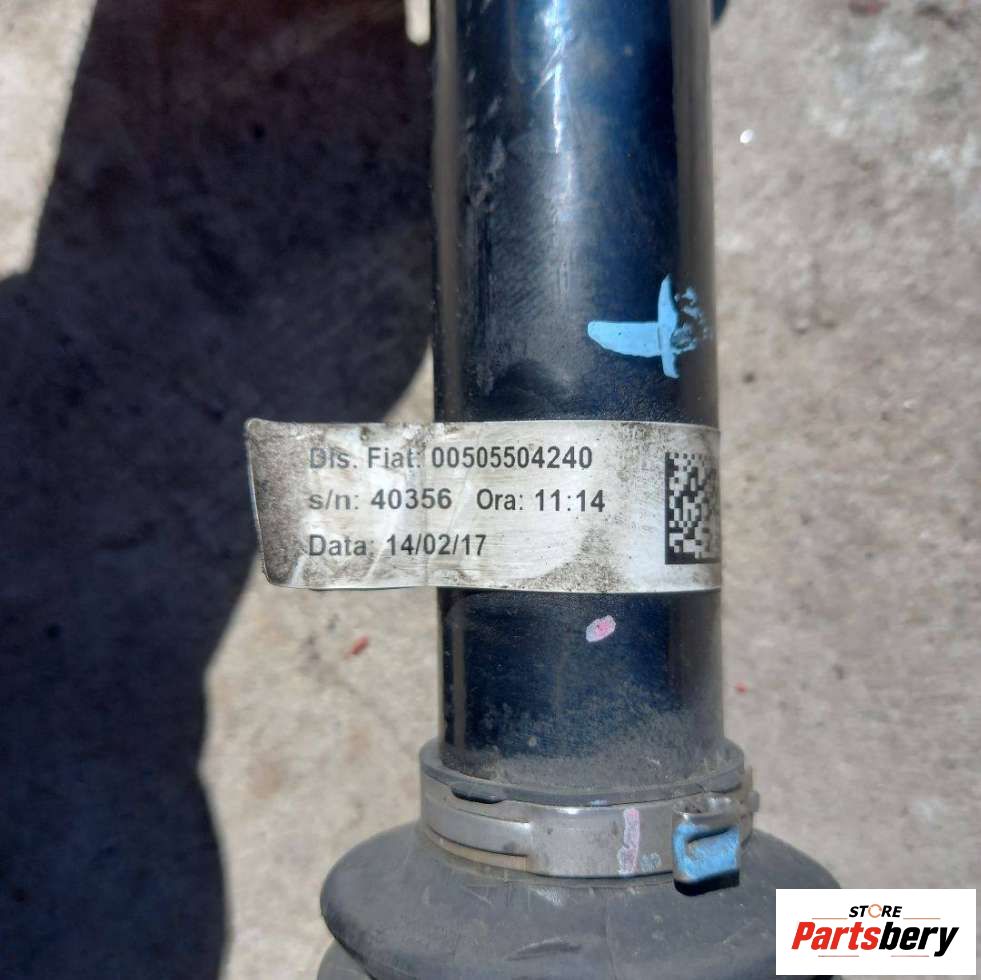 Dis. Fiat: 00505504240
s/n: 40356 Ora: 11:14
Data: 14/02/17
STORE
Partsbery